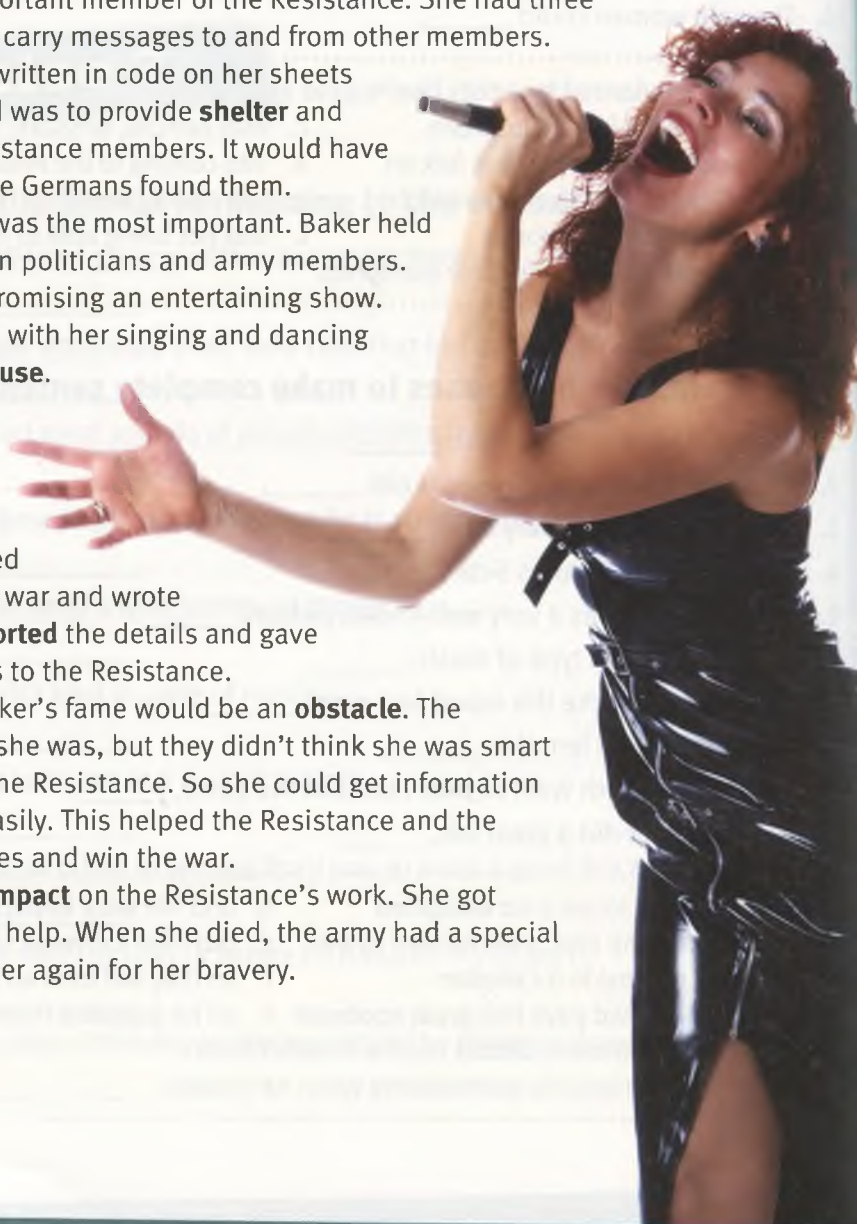 ortant member of the Resistance. She had three
carry messages to and from other members.
written in code on her sheets
l was to provide shelter and
istance members. It would have
e Germans found them.
was the most important. Baker held
n politicians and army members.
romising an entertaining show.
with her singing and dancing
use.
ed
war and wrote
orted the details and gave
s to the Resistance.
ker's fame would be an obstacle. The
she was, but they didn't think she was smart
he Resistance. So she could get information
asily. This helped the Resistance and the
es and win the war.
mpact on the Resistance's work. She got
help. When she died, the army had a special
er again for her bravery.